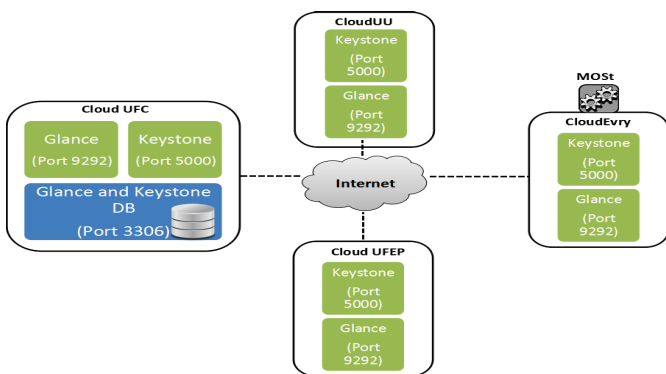 CloudUU
Keystone
(Port
5000)
Glance
(Port
9292)
MOSt
Cloud UFC
Glance
(Port 9292)
Keystone
(Port 5000)
Glance and Keystone
DB
(Port 3306)
Internet
CloudEvry
Keystone
(Port
5000)
Glance
(Port
9292)
Cloud UFEP
Keystone
(Port
5000)
Glance
(Port
9292)